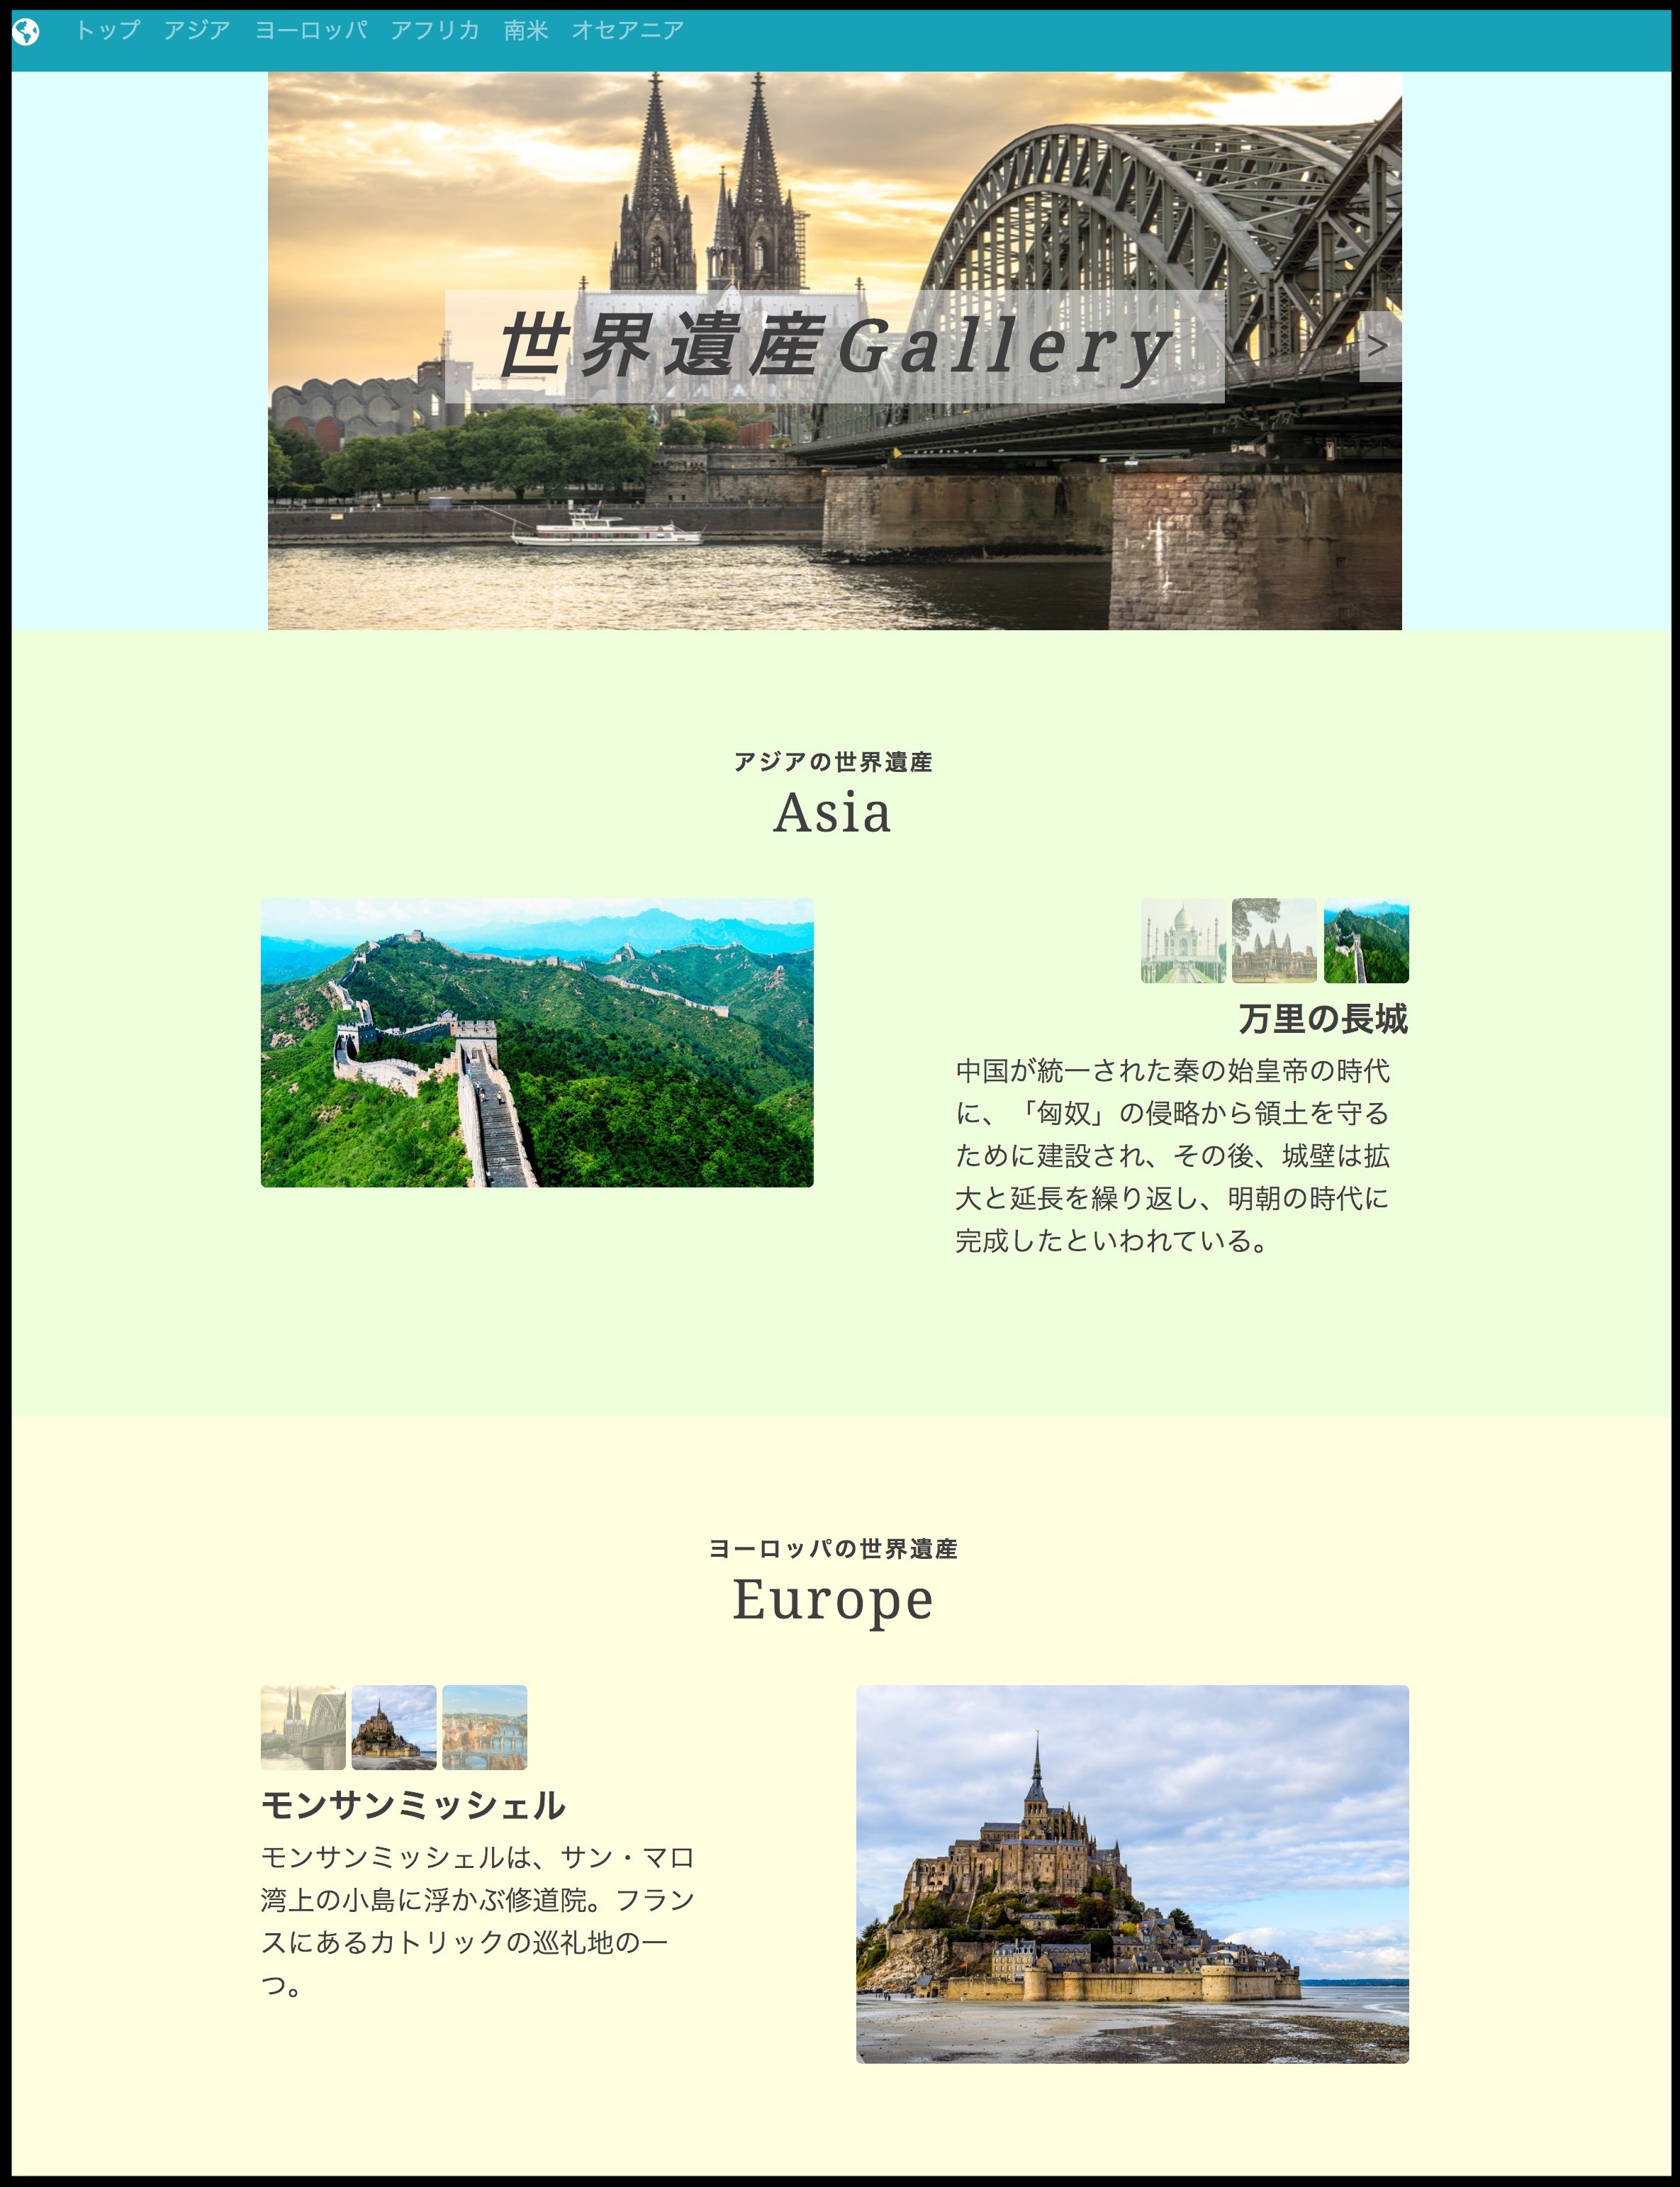 トップ アジア ヨーロッパ アフリカ 南米 オセアニア
世界遺産Gallery
>
アジアの世界遺産
Asia
万里の長城
中国が統一された秦の始皇帝の時代
に、「匈奴」の侵略から領土を守る
ために建設され、その後、城壁は拡
大と延長を繰り返し、明朝の時代に
完成したといわれている。
ヨーロッパの世界遺産
Europe
モンサンミッシェル
モンサンミッシェルは、サン・マロ
湾上の小島に浮かぶ修道院。フラン
スにあるカトリックの巡礼地の一
つ。